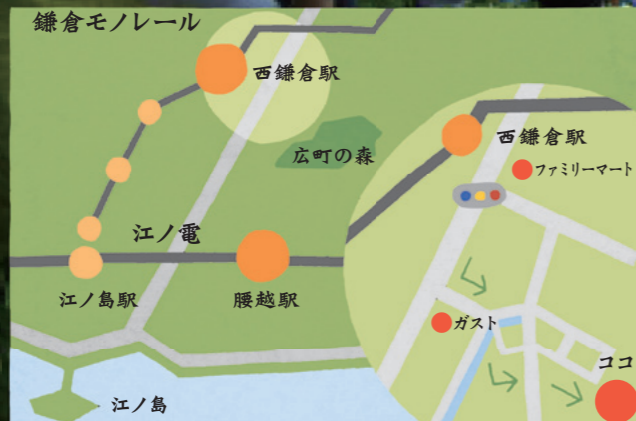 鎌倉モノレール
西鎌倉駅
広町の森
江ノ電
江ノ島駅
腰越駅
江ノ島
西鎌倉駅
ファミリーマート
ガスト
ココ